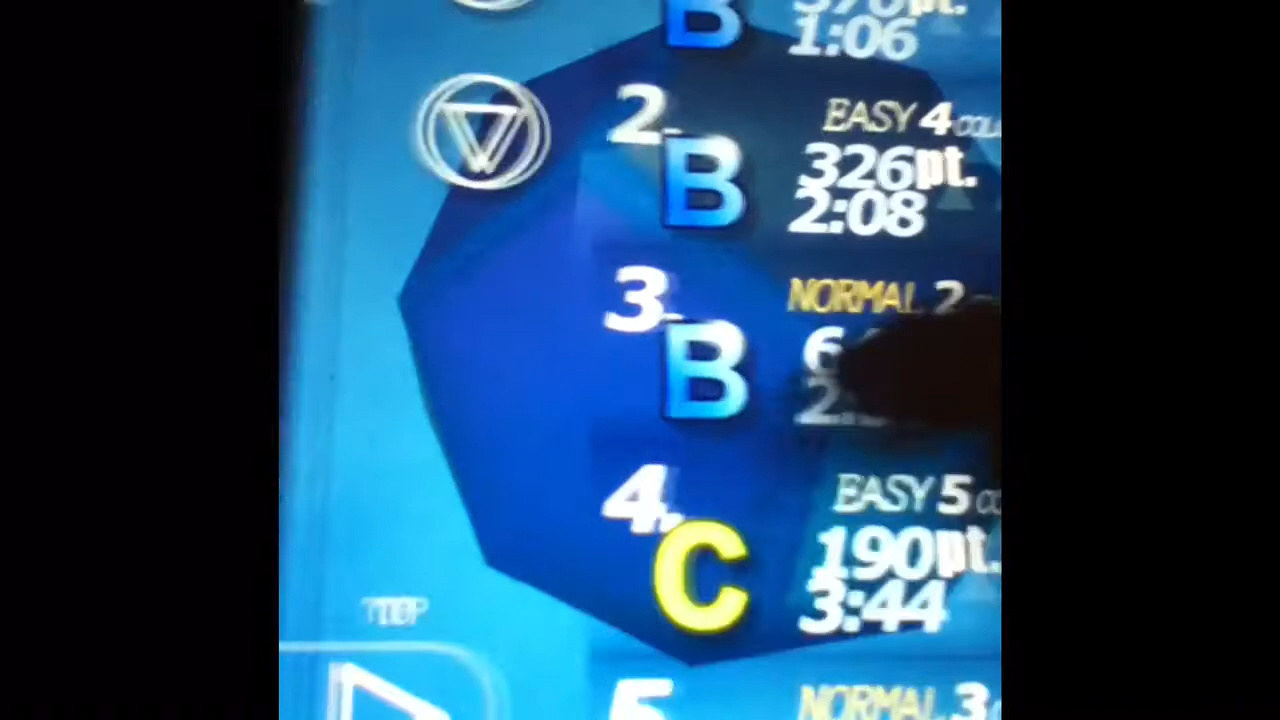 B
1:06
2.
EASY 4
B
326pt.
2:08
3.
NORMAL 2
B
6
4.
EASY 5
C
190pt.
3:44
TOP
5
NORMAL 3